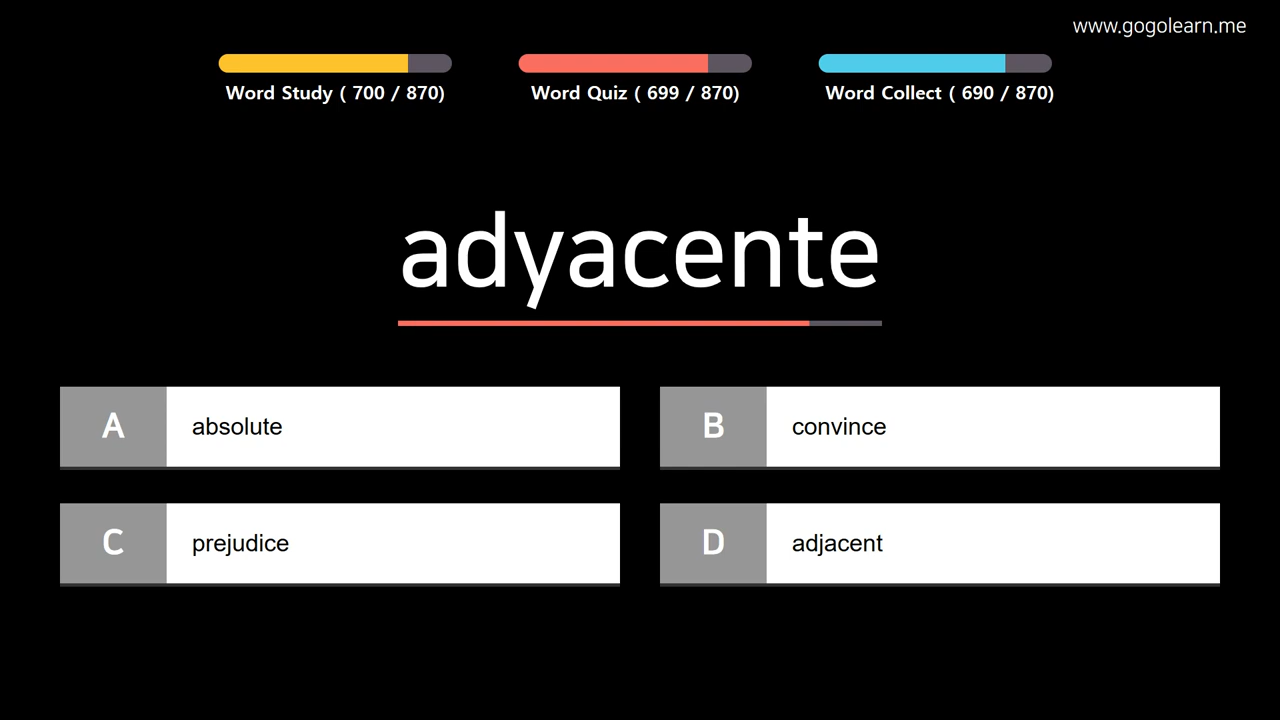 www.gogolearn.me
Word Study ( 700 / 870)
Word Quiz ( 699 / 870)
Word Collect ( 690 / 870)
adyacente
A absolute
B convince
C prejudice
D adjacent